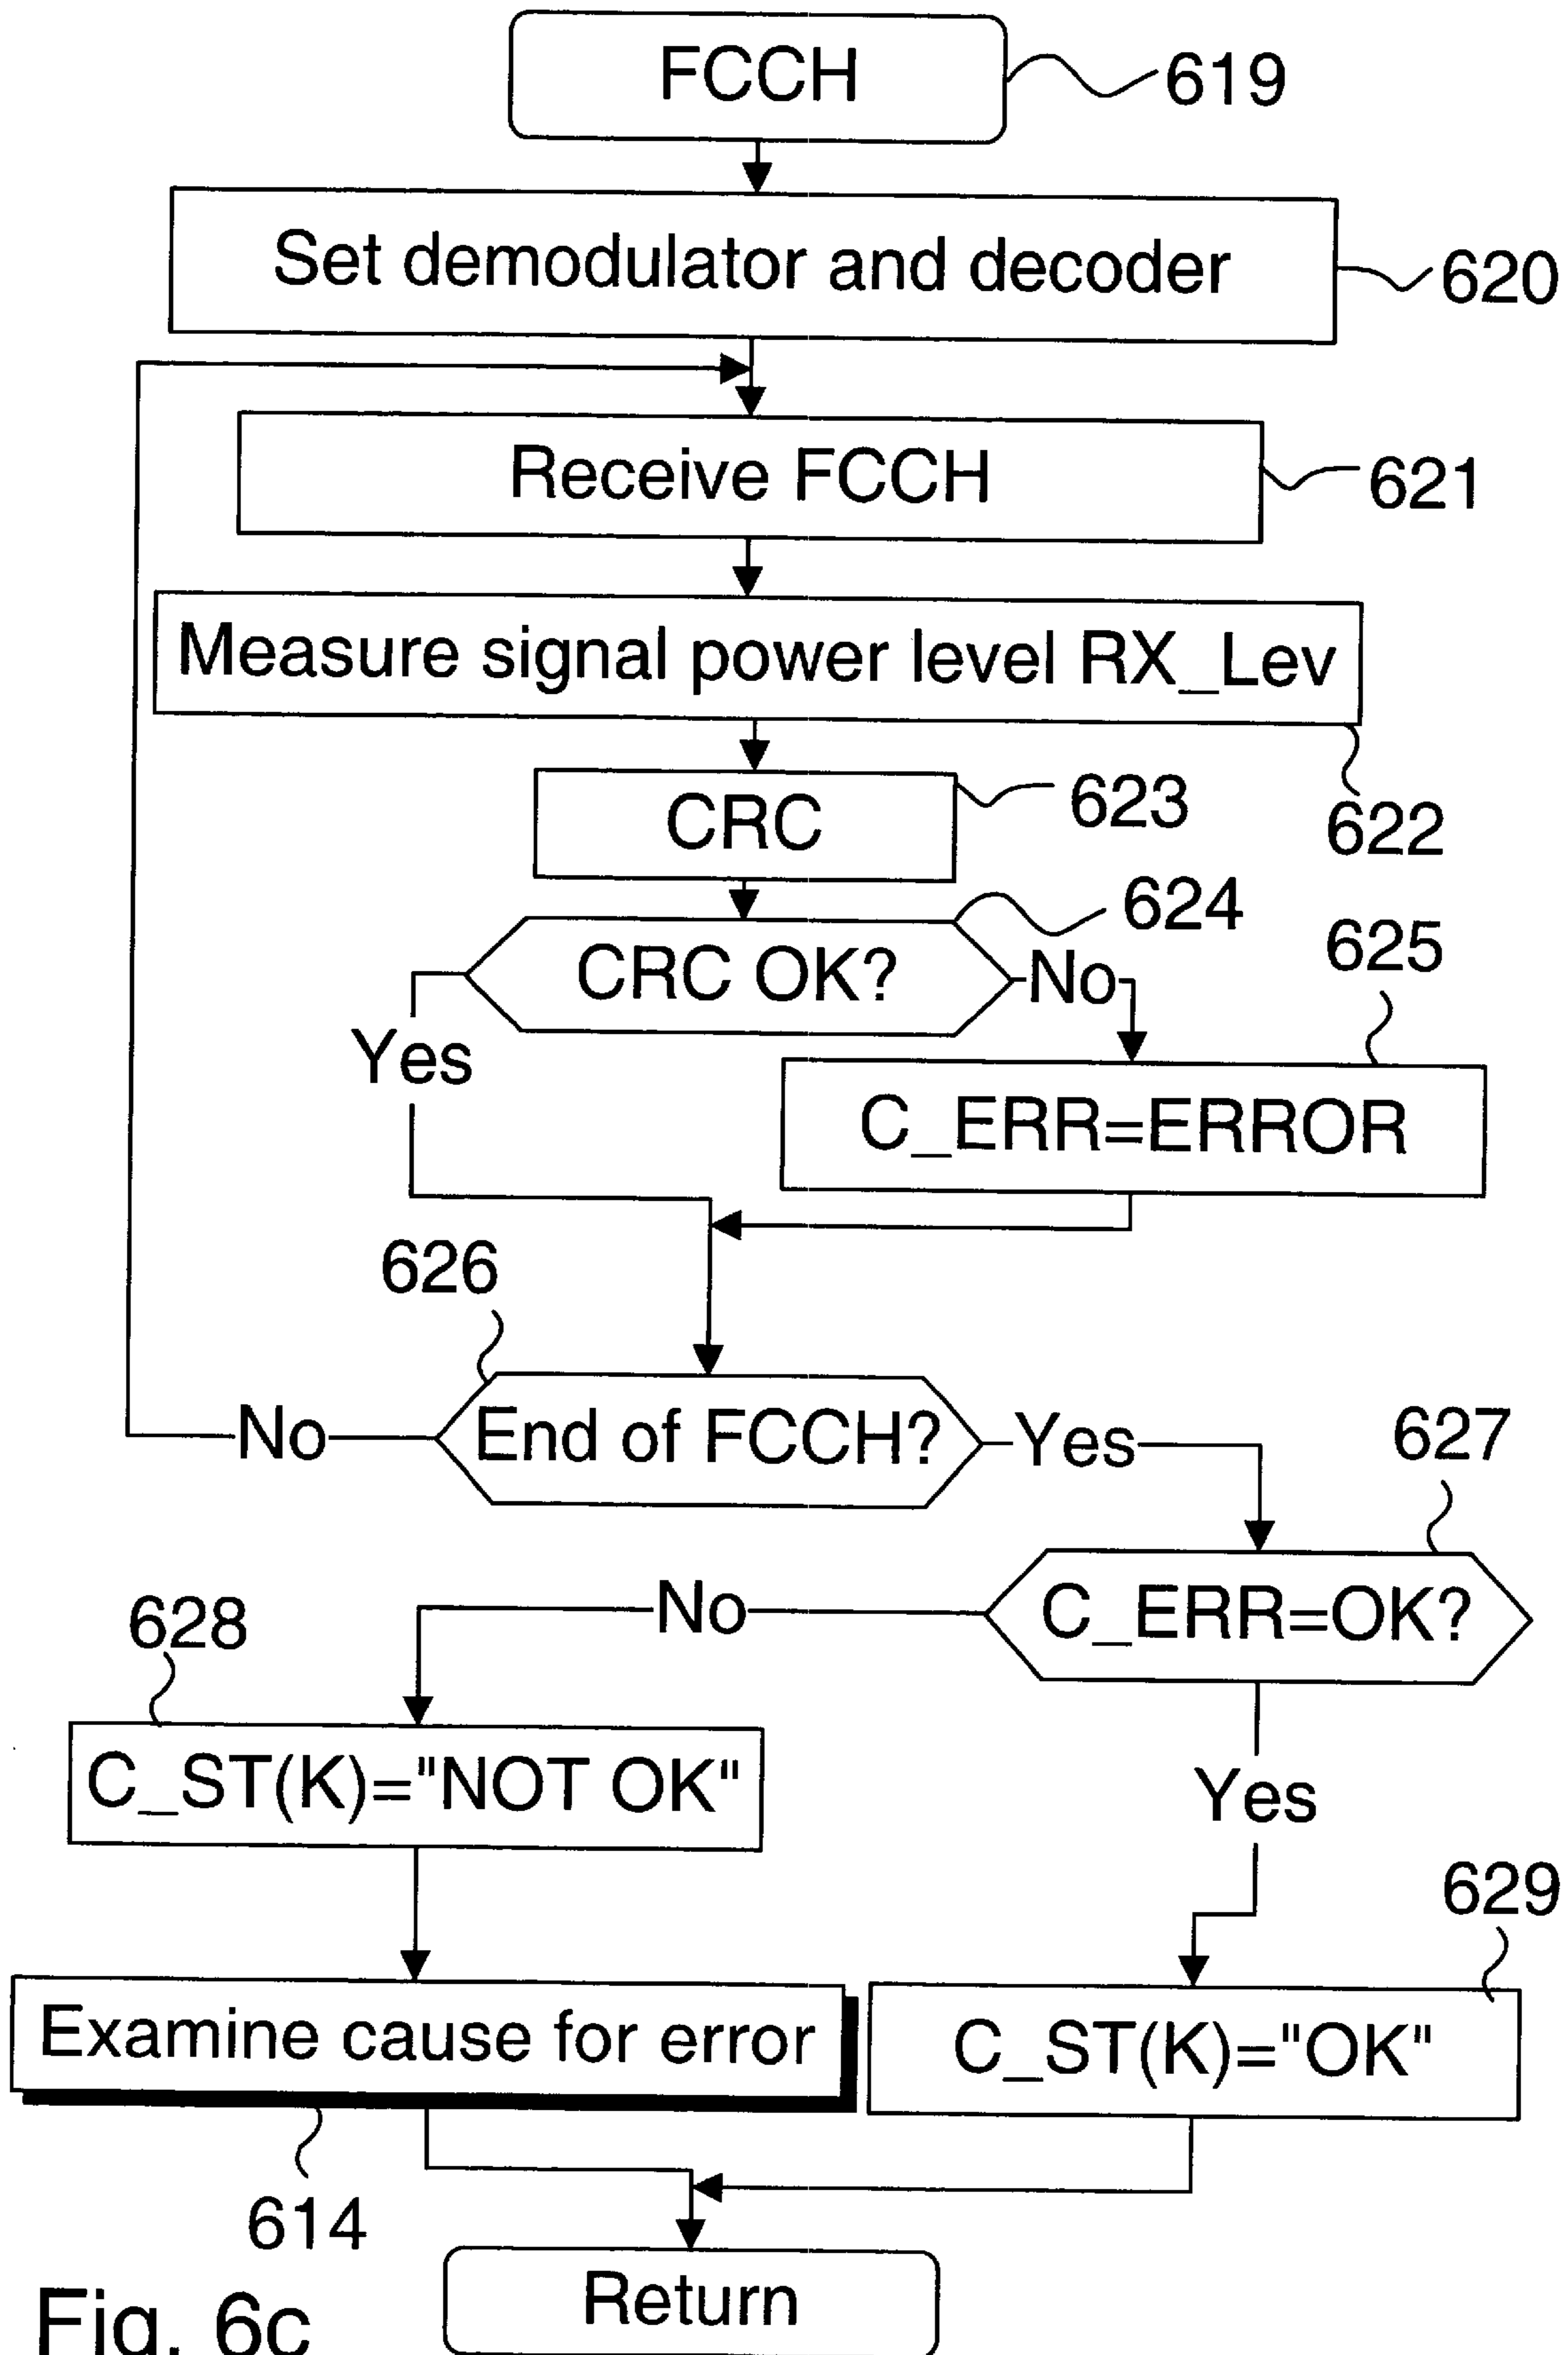 FCCH
619
Set demodulator and decoder
620
Receive FCCH
621
Measure signal power level RX_Lev
622
CRC
623
624
CRC OK?
No
Yes
625
C_ERR=ERROR
626
End of FCCH?
No
Yes
627
C_ERR=OK?
No
Yes
628
C_ST(K)="NOT OK"
629
Examine cause for error
C_ST(K)="OK"
614
Return
Fig. 6c